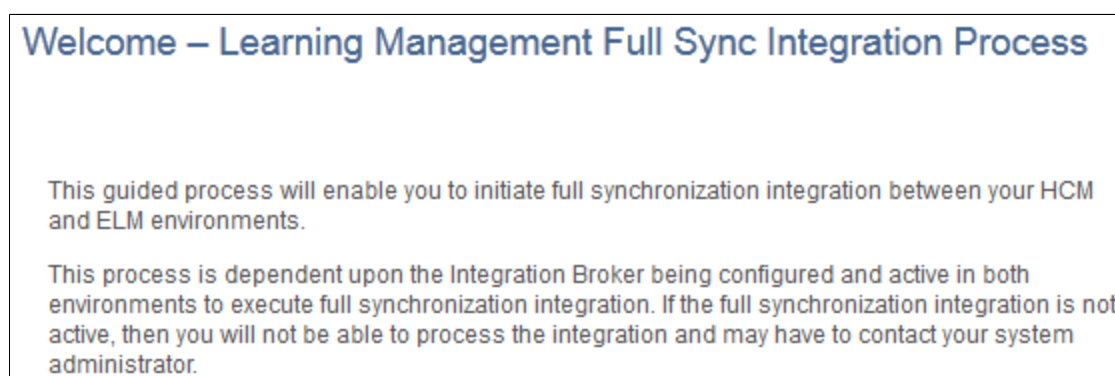 Welcome – Learning Management Full Sync Integration Process
This guided process will enable you to initiate full synchronization integration between your HCM
and ELM environments.
This process is dependent upon the Integration Broker being configured and active in both
environments to execute full synchronization integration. If the full synchronization integration is not
active, then you will not be able to process the integration and may have to contact your system
administrator.